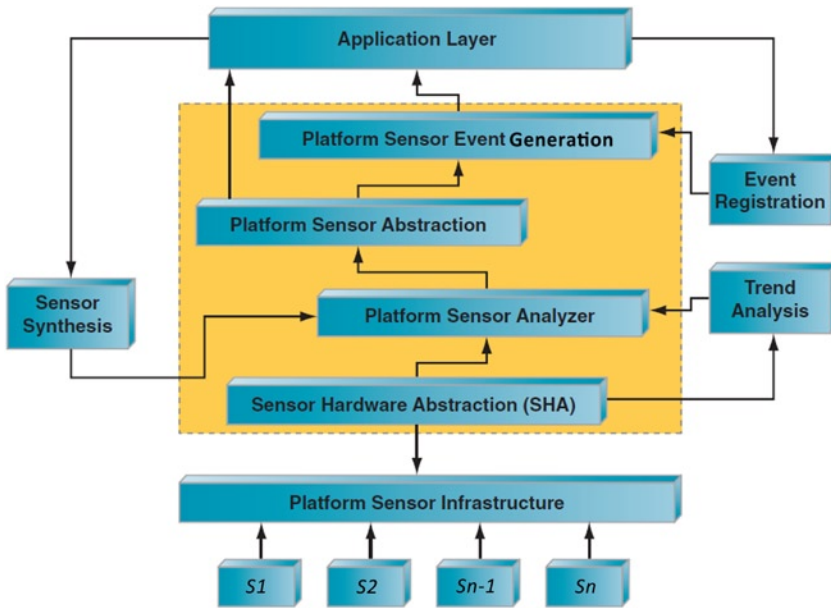 Application Layer
Platform Sensor Event Generation
Event
Registration
Platform Sensor Abstraction
Sensor
Synthesis
Trend
Analysis
Platform Sensor Analyzer
Sensor Hardware Abstraction (SHA)
Platform Sensor Infrastructure
S1
S2
Sn-1
Sn